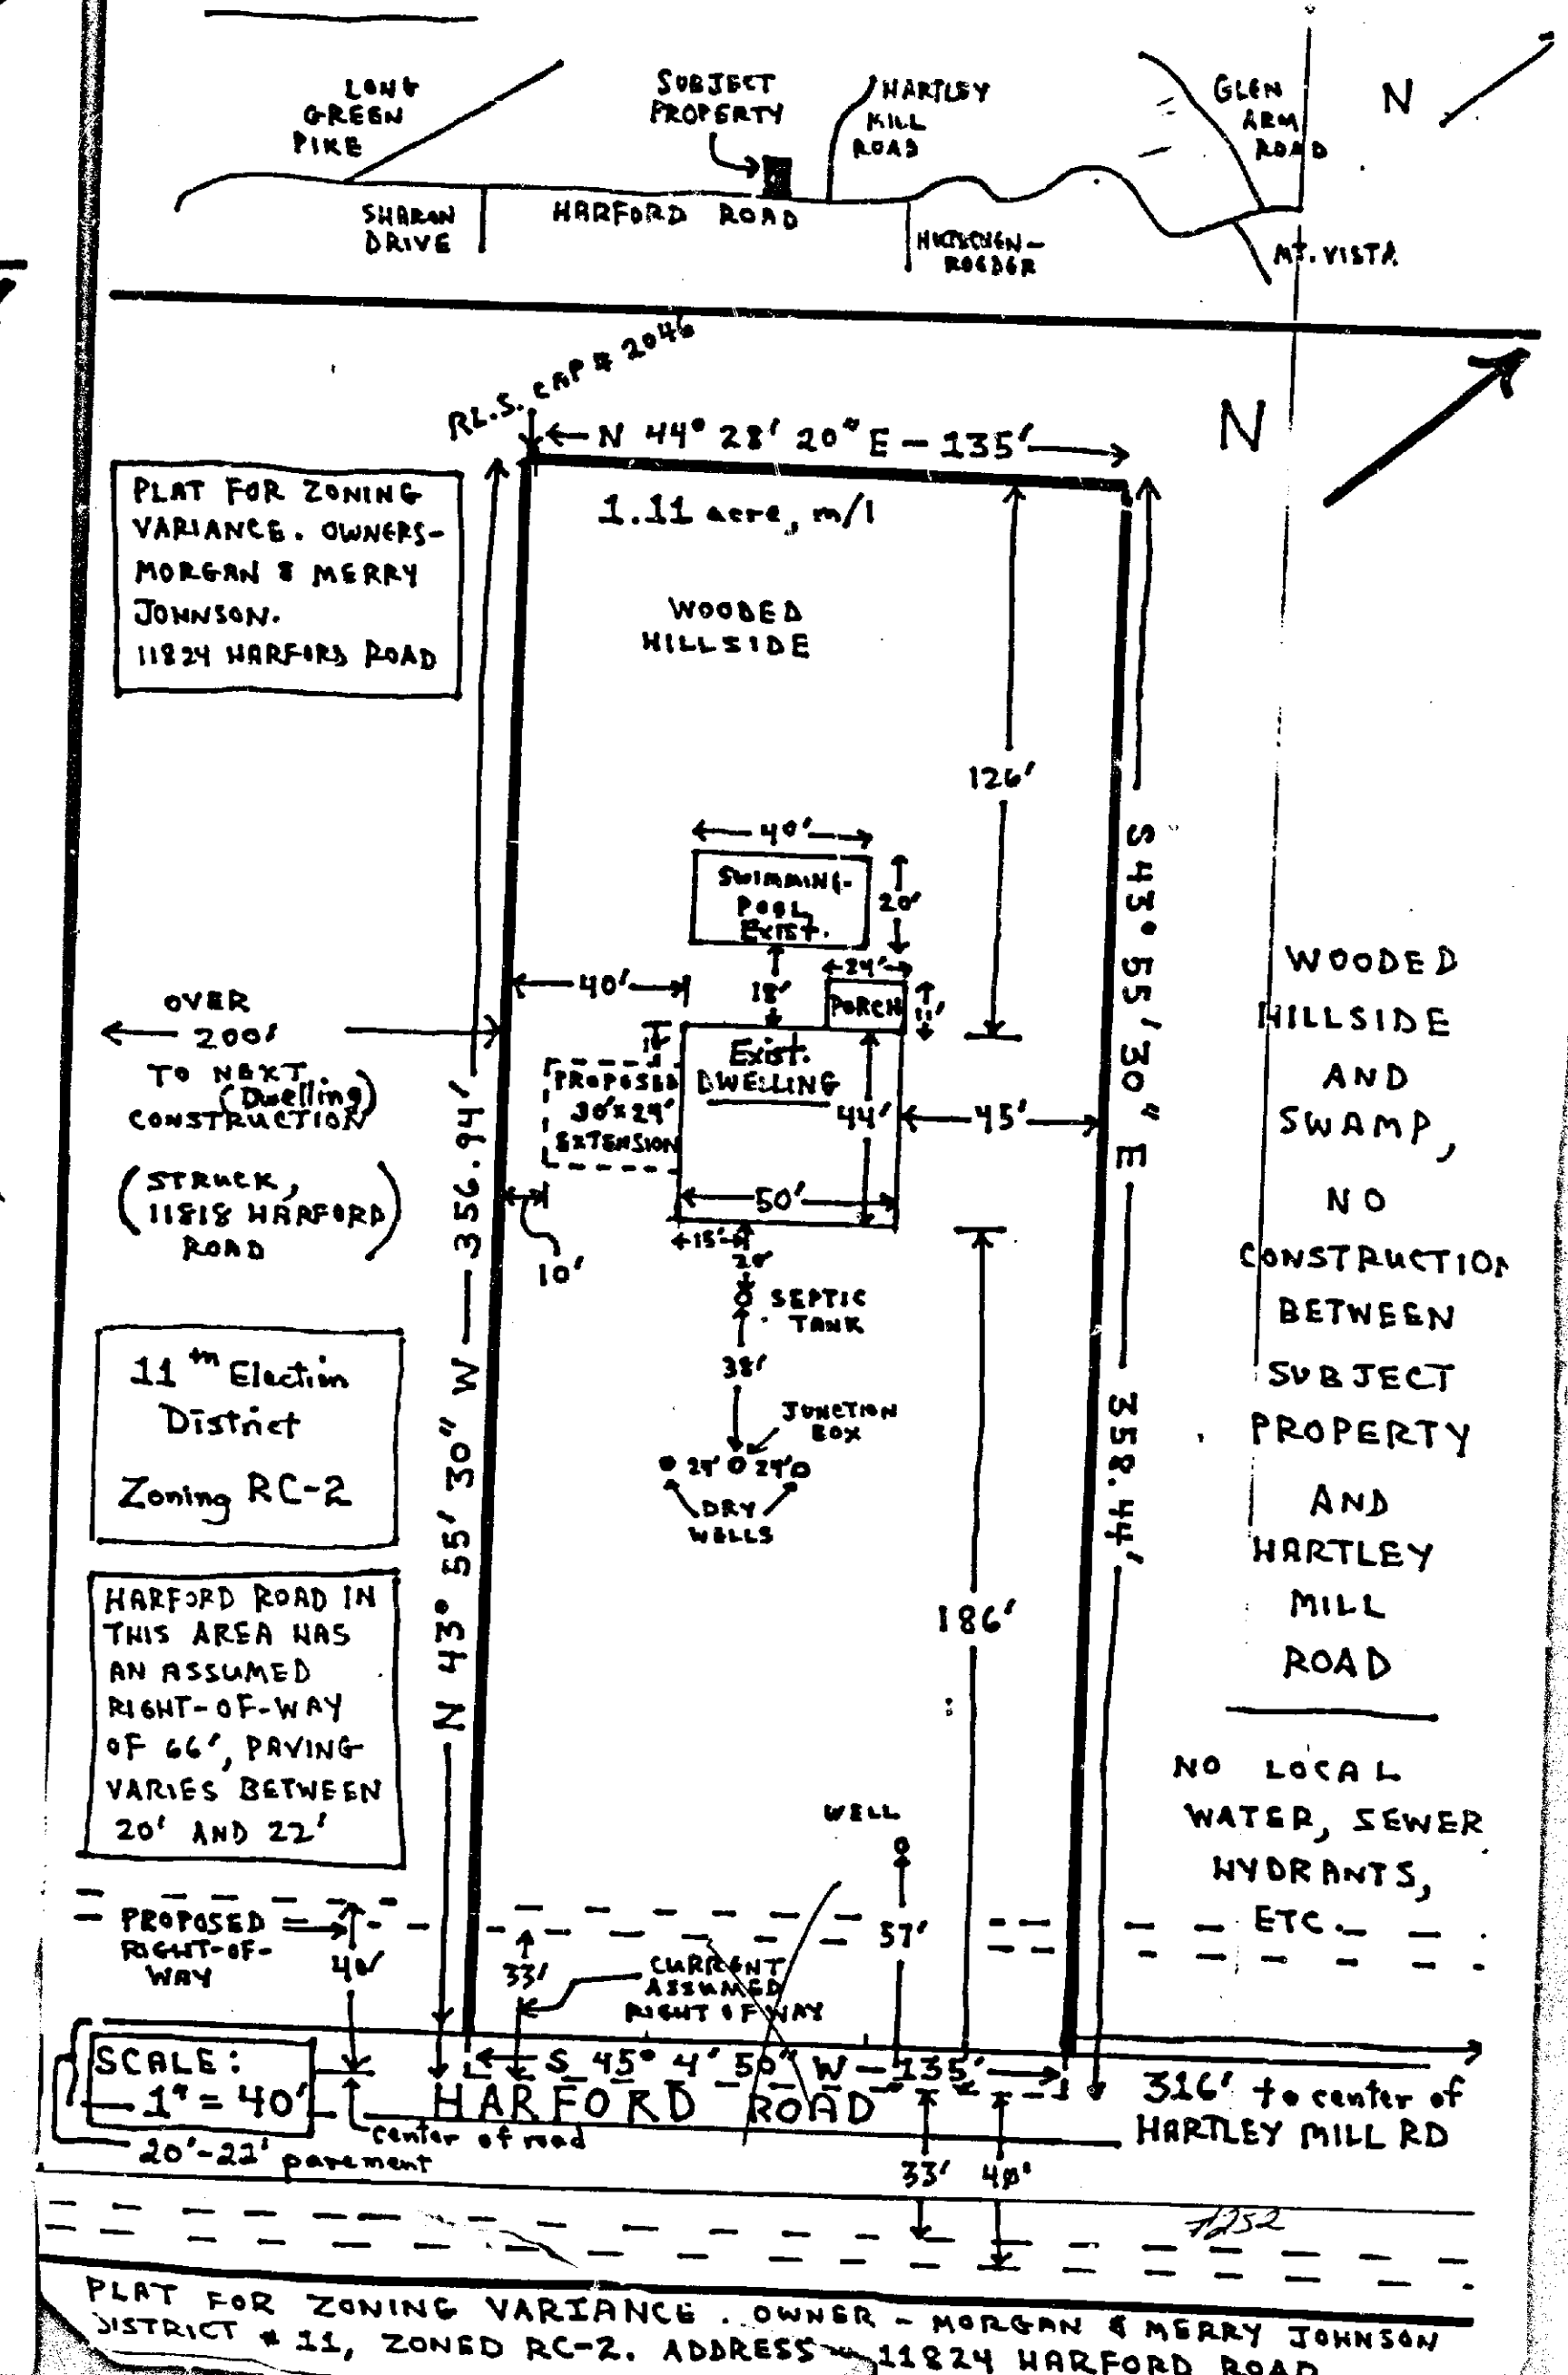 LONG
GREEN
PIKE
SUBJECT
PROPERTY
HARTLEY
MILL
ROAD
GLEN
ARM
ROAD
N
SHARON
DRIVE
HARFORD ROAD
HUTSCHEN-
ROEDER
MT. VISTA
R.L.S. CAP # 2046
N 44° 28' 20" E - 135'
N
PLAT FOR ZONING
VARIANCE. OWNERS-
MORGAN & MERRY
JOHNSON.
11824 HARFORD ROAD
1.11 acre, m/l
WOODED
HILLSIDE
126'
40'
SWIMMING-
POOL
EXIST.
20'
24'
40'
18'
PORCH
11'
OVER
200'
TO NEXT
(Dwelling)
CONSTRUCTION
(STRUCK,
11818 HARFORD
ROAD)
Exist.
DWELLING
PROPOSED
30'x24'
EXTENSION
44'
45'
50'
10'
15'
20'
SEPTIC
TANK
38'
JUNCTION
BOX
24' 24'
DRY
WELLS
N 43° 55' 30" W - 356.94'
S 43° 55' 30" E 358.44'
186'
WOODED
HILLSIDE
AND
SWAMP,
NO
CONSTRUCTION
BETWEEN
SUBJECT
PROPERTY
AND
HARTLEY
MILL
ROAD
NO LOCAL
WATER, SEWER
HYDRANTS,
ETC.
11th Election
District
Zoning RC-2
HARFORD ROAD IN
THIS AREA HAS
AN ASSUMED
RIGHT-OF-WAY
OF 66', PAVING
VARIES BETWEEN
20' AND 22'
WELL
57'
PROPOSED
RIGHT-OF-
WAY
40'
33'
CURRENT
ASSUMED
RIGHT OF WAY
SCALE:
1" = 40'
S 45° 4' 50" W - 135'
HARFORD ROAD
316' to center of
HARTLEY MILL RD
center of road
20'-22' pavement
33' 40'
PLAT FOR ZONING VARIANCE. OWNER - MORGAN & MERRY JOHNSON
DISTRICT # 11, ZONED RC-2. ADDRESS - 11824 HARFORD ROAD